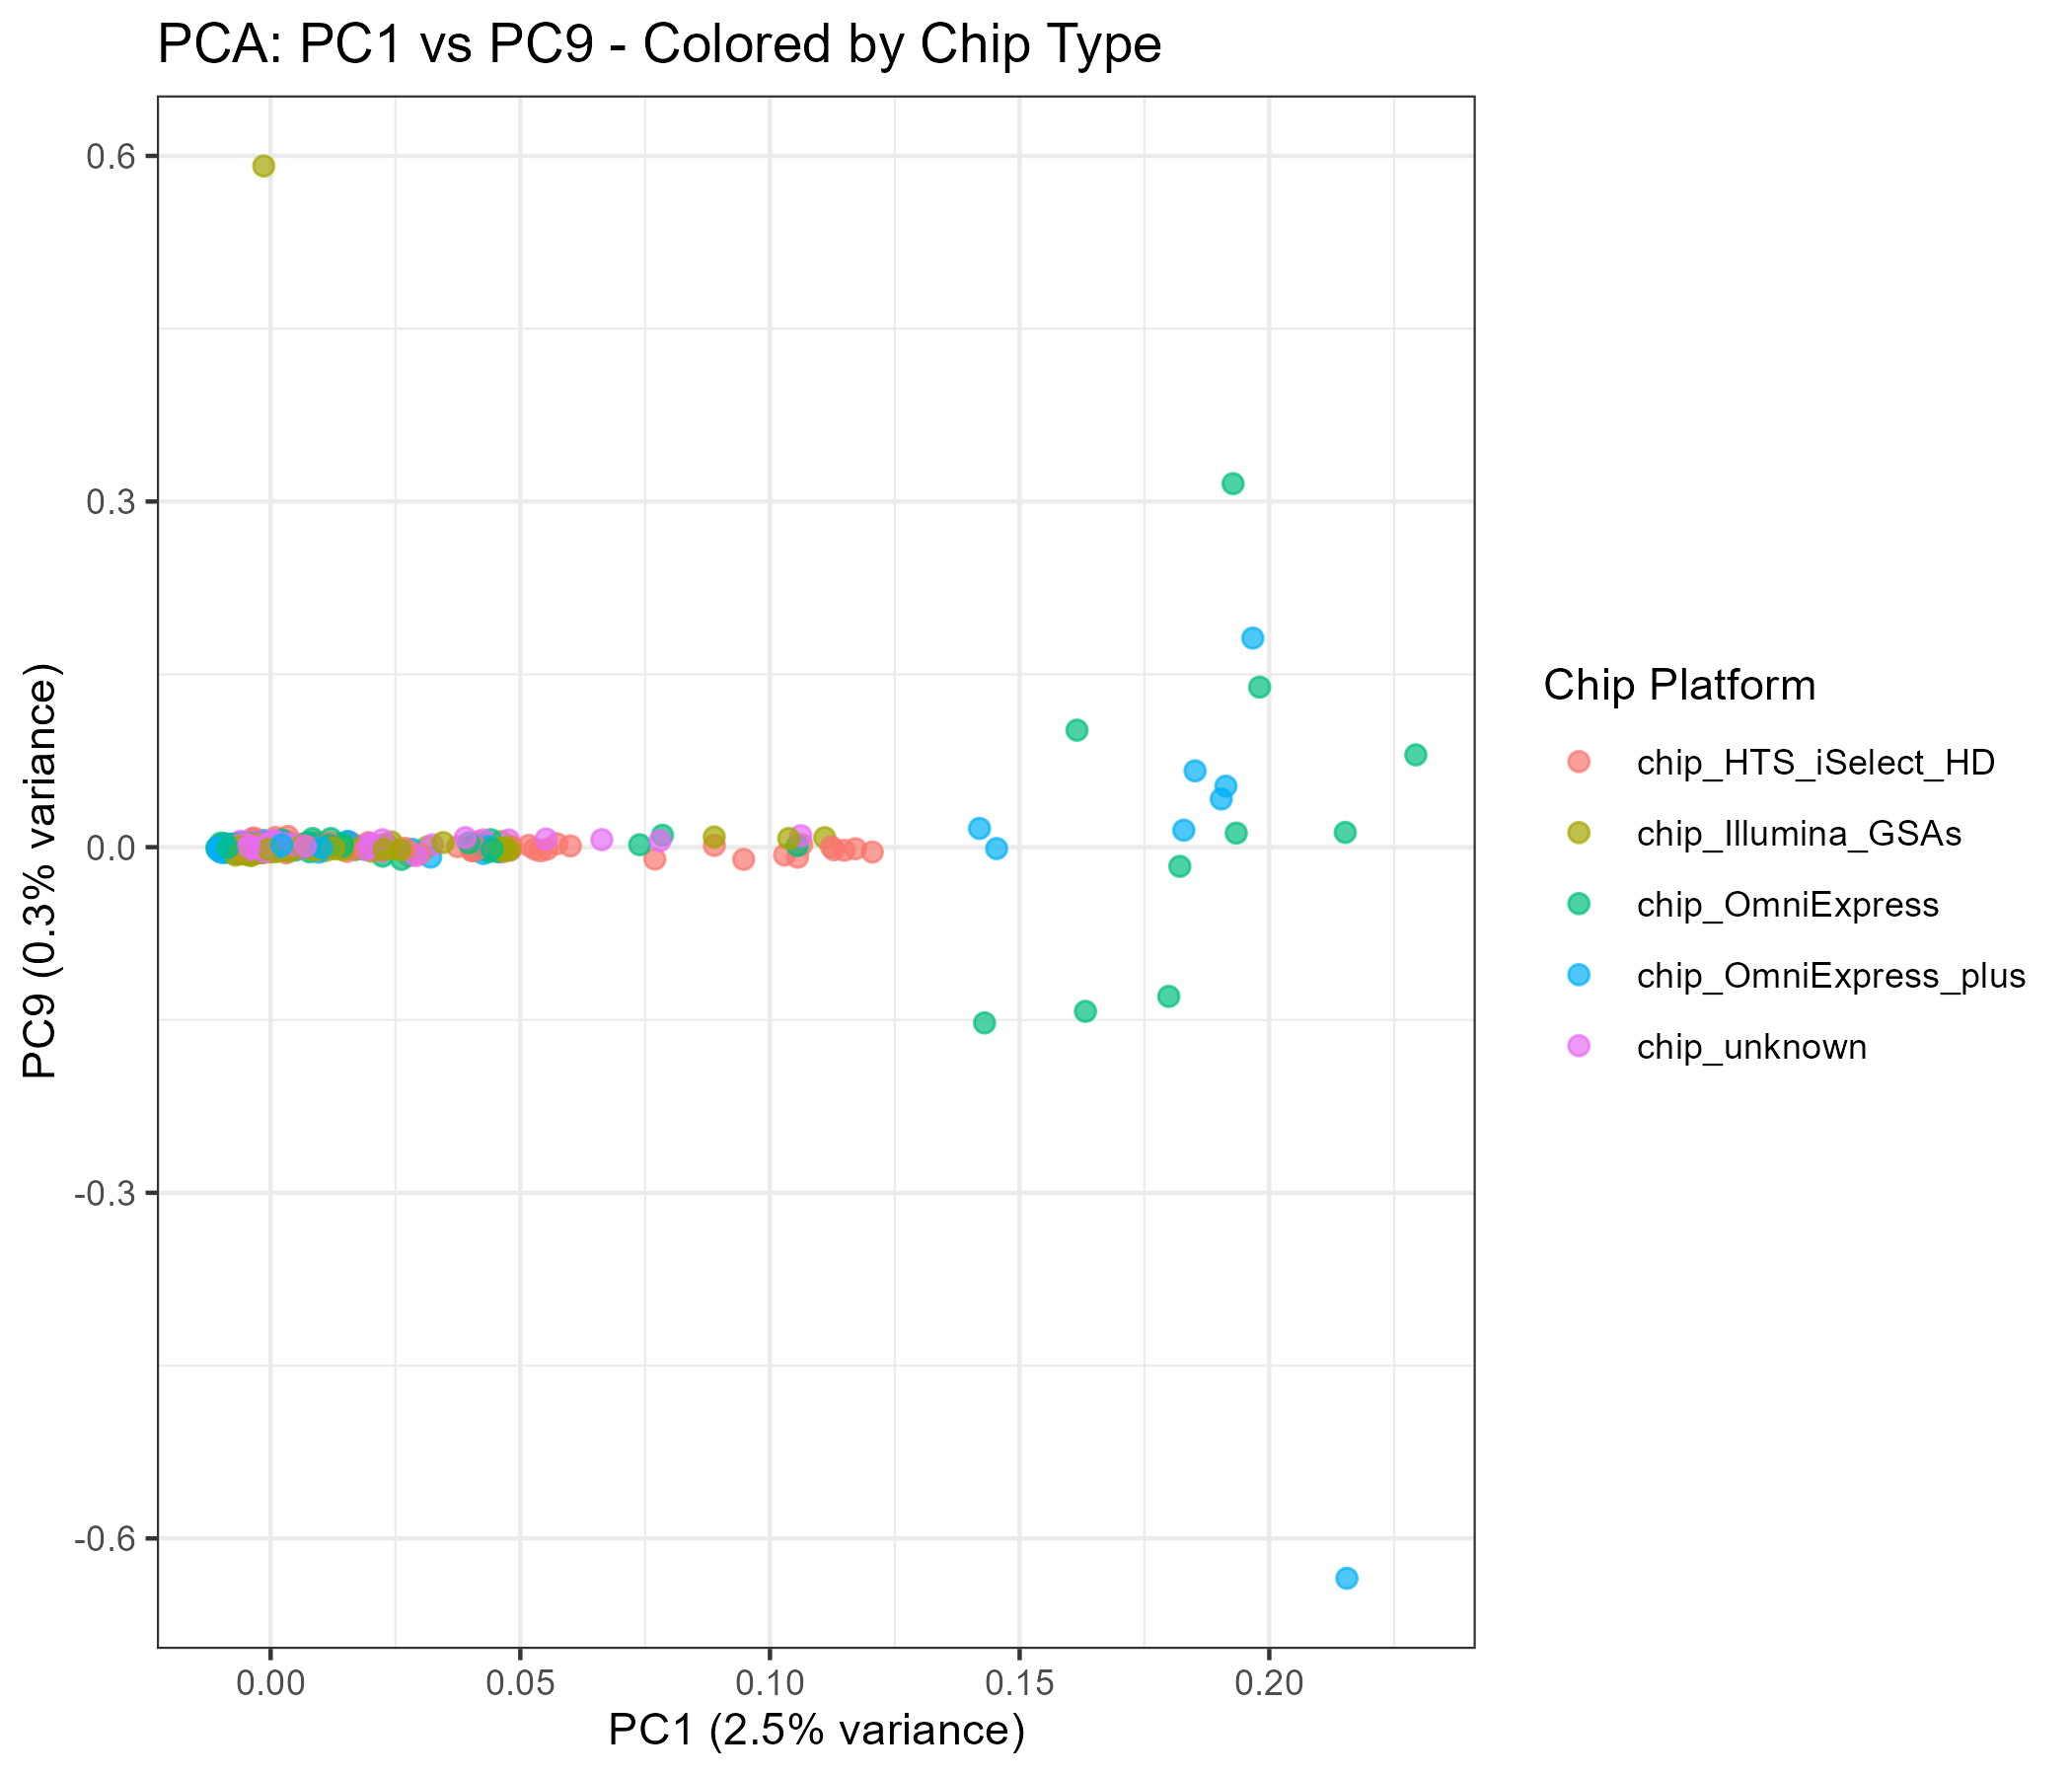 PCA: PC1 vs PC9 - Colored by Chip Type
0.6
0.3
0.0
-0.3
-0.6
PC9 (0.3% variance)
0.00 0.05 0.10 0.15 0.20
PC1 (2.5% variance)
Chip Platform
chip_HTS_iSelect_HD
chip_Illumina_GSAs
chip_OmniExpress
chip_OmniExpress_plus
chip_unknown